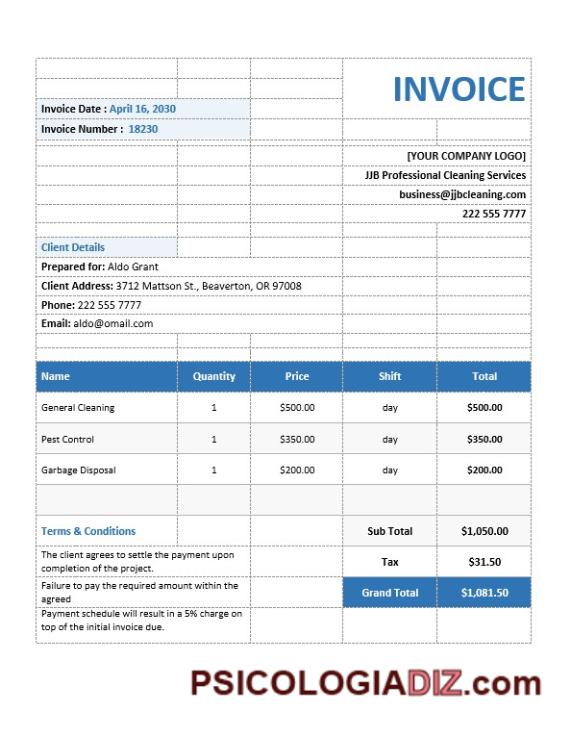 INVOICE
Invoice Date : April 16, 2030
Invoice Number : 18230
[YOUR COMPANY LOGO]
JJB Professional Cleaning Services
business@jjbcleaning.com
222 555 7777
Client Details
Prepared for: Aldo Grant
Client Address: 3712 Mattson St., Beaverton, OR 97008
Phone: 222 555 7777
Email: aldo@omail.com
Name Quantity Price Shift Total
General Cleaning 1 $500.00 day $500.00
Pest Control 1 $350.00 day $350.00
Garbage Disposal 1 $200.00 day $200.00
Terms & Conditions Sub Total $1,050.00
The client agrees to settle the payment upon
completion of the project.
Tax $31.50
Failure to pay the required amount within the
agreed
Grand Total $1,081.50
Payment schedule will result in a 5% charge on
top of the initial invoice due.
PSICOLOGIADIZ.com